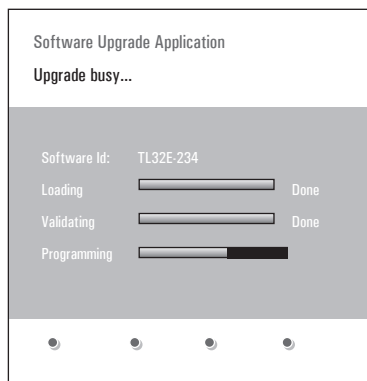 Software Upgrade Application
Upgrade busy...
Software Id: TL32E-234
Loading Done
Validating Done
Programming